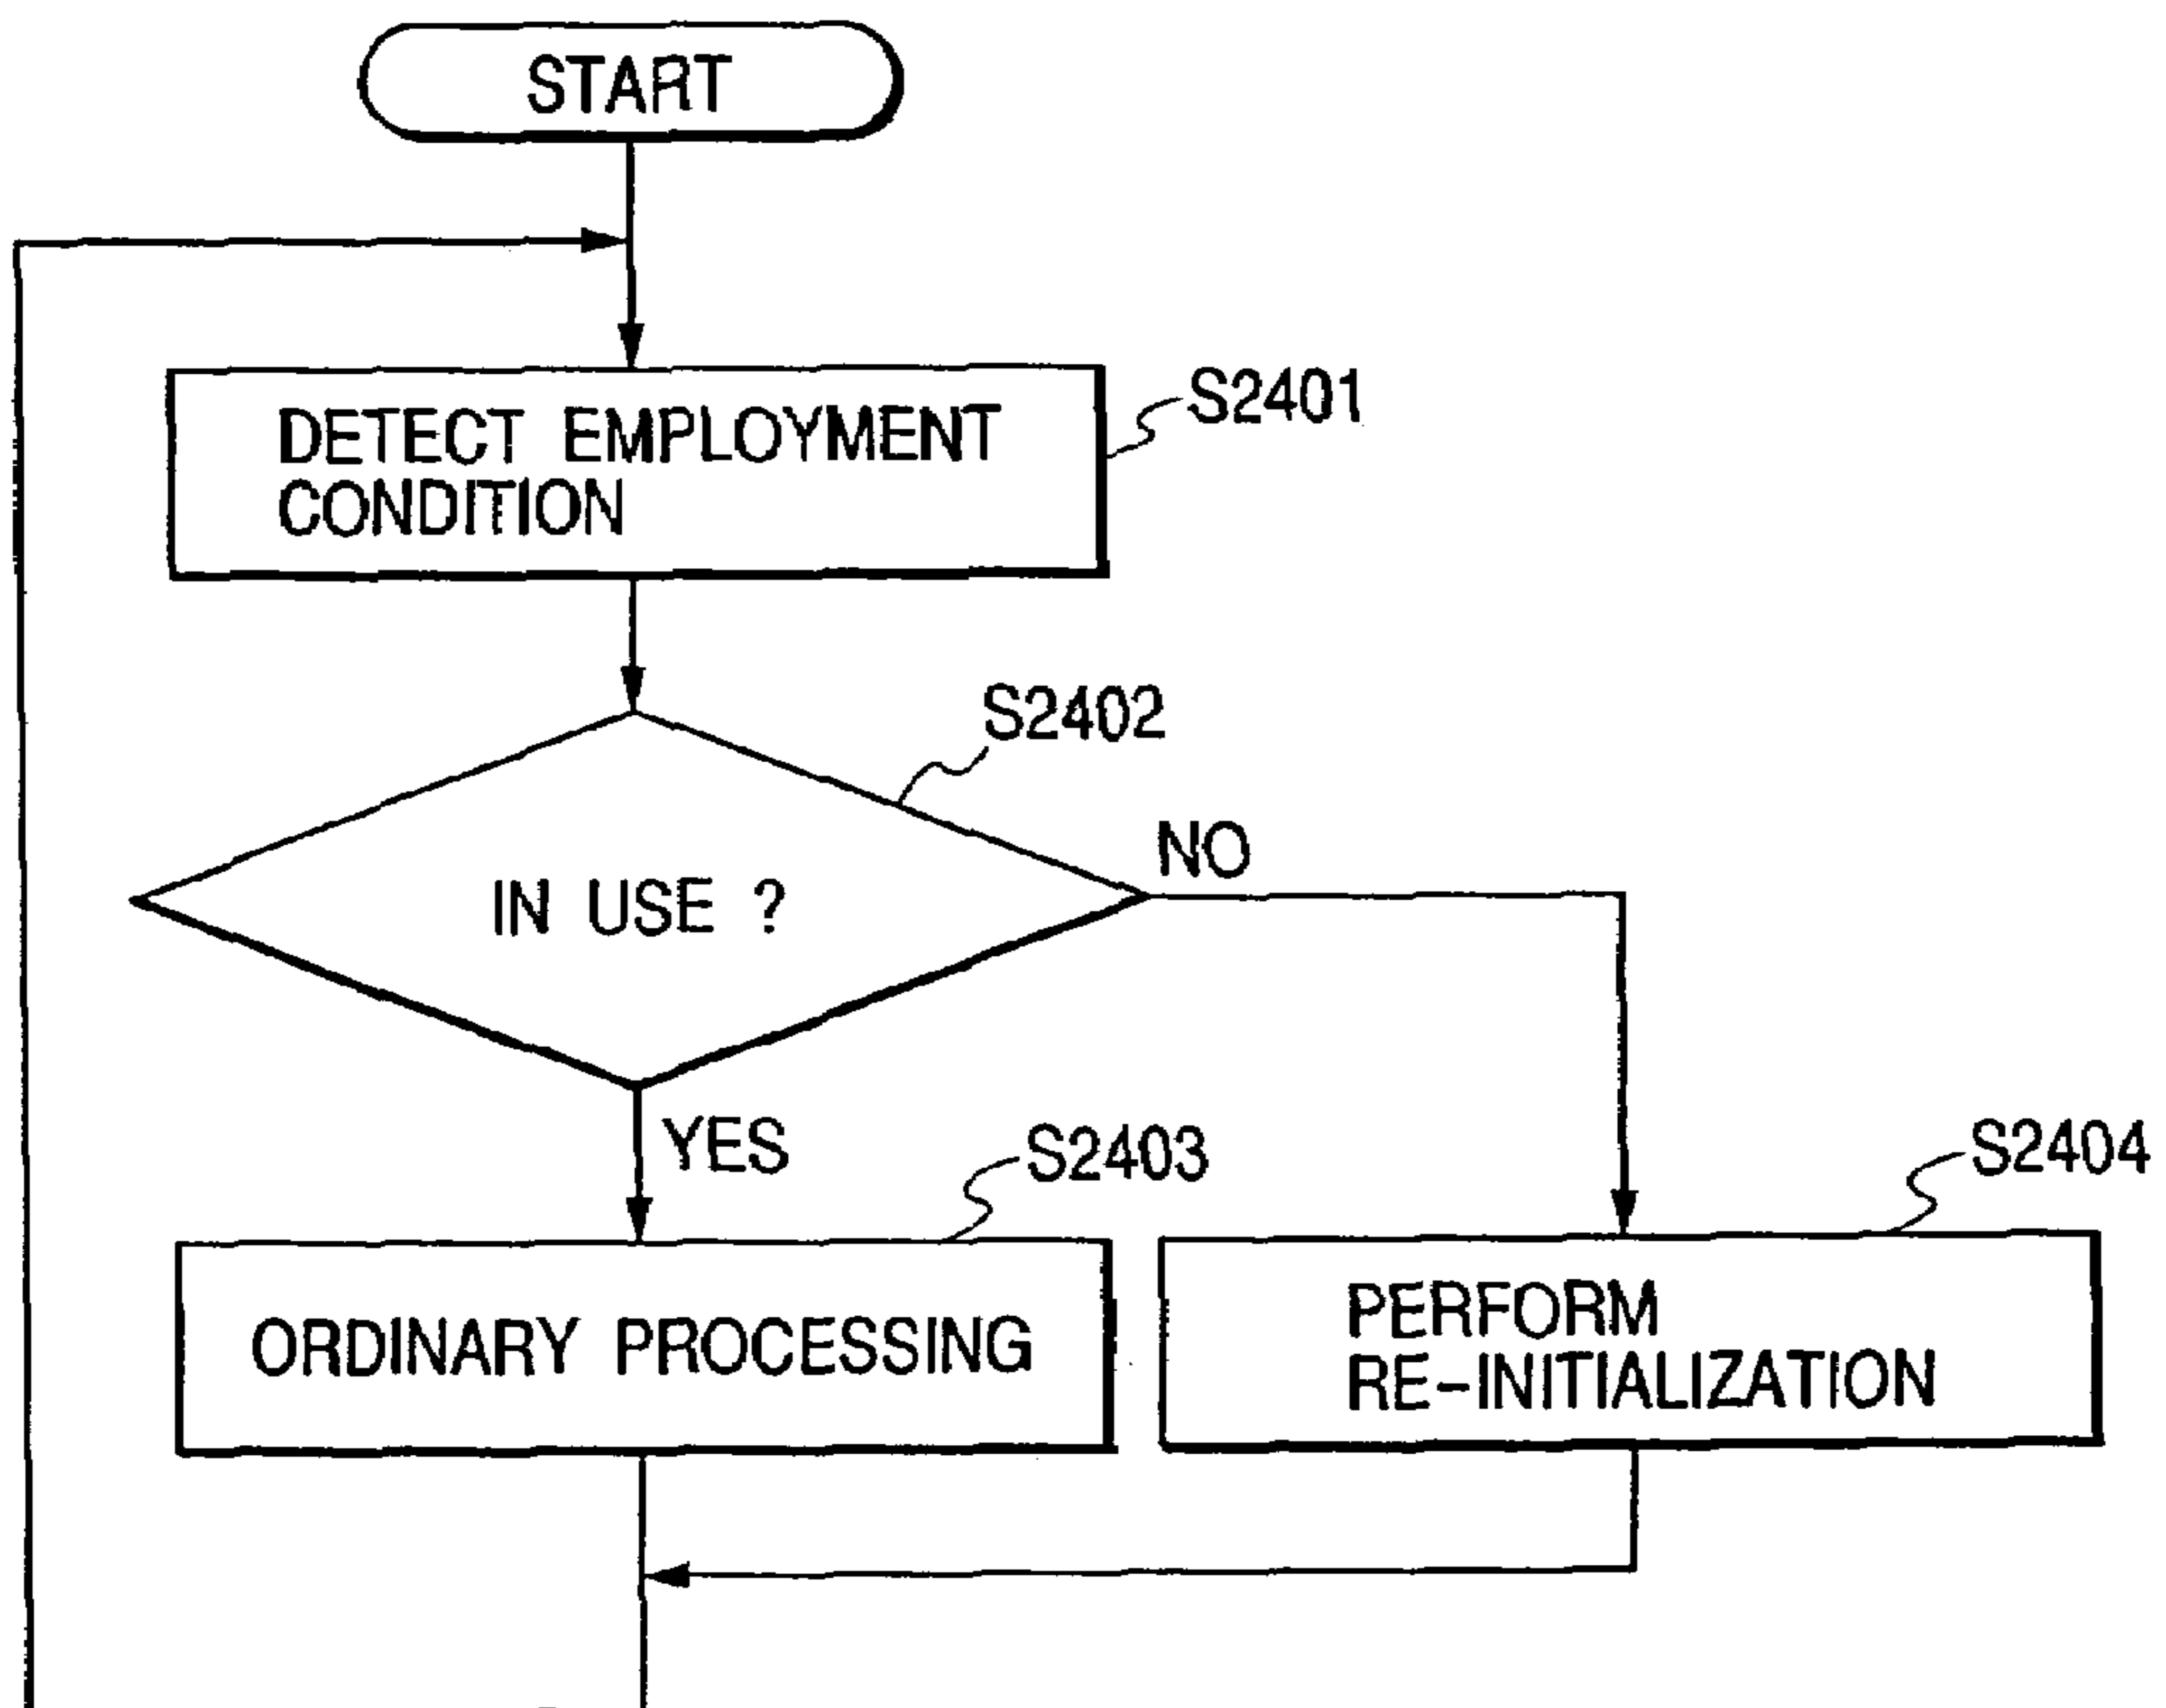 START
DETECT EMPLOYMENT
CONDITION
S2401
S2402
IN USE ?
NO
YES
S2403
S2404
ORDINARY PROCESSING
PERFORM
RE-INITIALIZATION